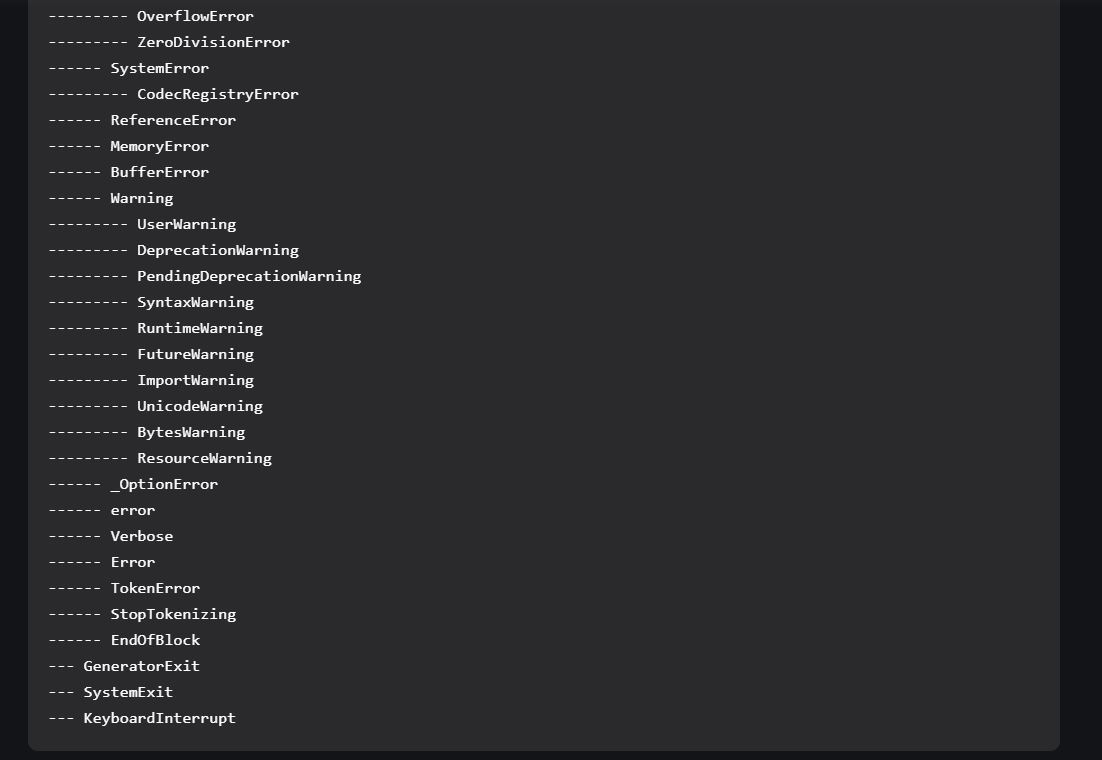 --------- OverflowError
--------- ZeroDivisionError
------ SystemError
--------- CodecRegistryError
------ ReferenceError
------ MemoryError
------ BufferError
------ Warning
--------- UserWarning
--------- DeprecationWarning
--------- PendingDeprecationWarning
--------- SyntaxWarning
--------- RuntimeWarning
--------- FutureWarning
--------- ImportWarning
--------- UnicodeWarning
--------- BytesWarning
--------- ResourceWarning
------ _OptionError
------ error
------ Verbose
------ Error
------ TokenError
------ StopTokenizing
------ EndOfBlock
--- GeneratorExit
--- SystemExit
--- KeyboardInterrupt